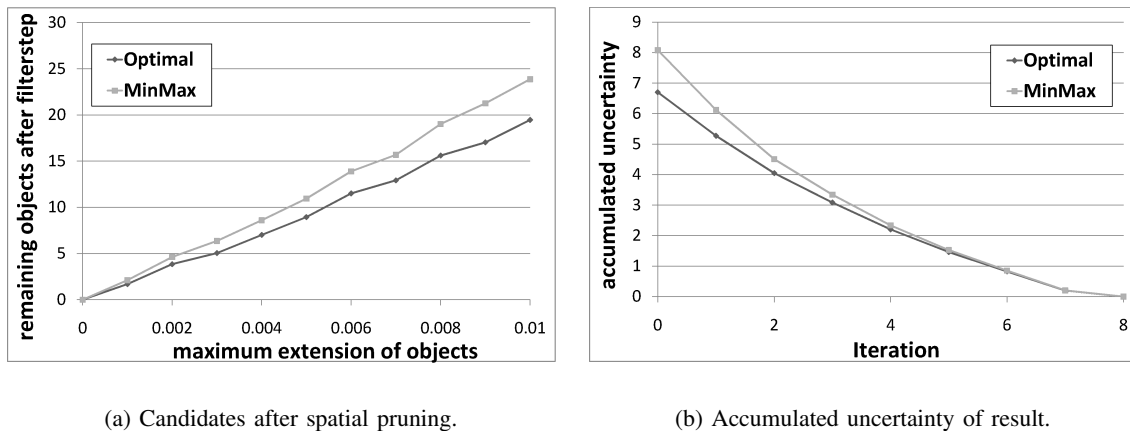 remaining objects after filterstep
30
25
20
15
10
5
0
Optimal
MinMax
0 0.002 0.004 0.006 0.008 0.01
maximum extension of objects
accumulated uncertainty
9
8
7
6
5
4
3
2
1
0
Optimal
MinMax
0 2 4 6 8
Iteration
(a) Candidates after spatial pruning.
(b) Accumulated uncertainty of result.